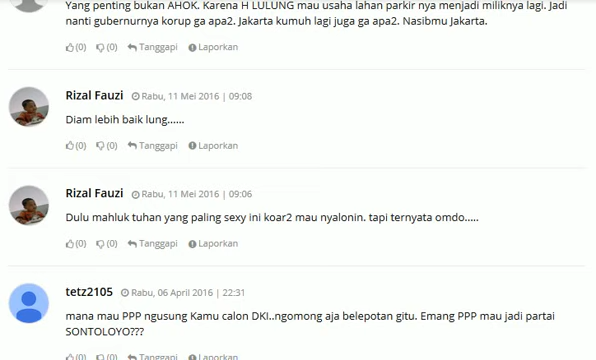 Yang penting bukan AHOK. Karena H LULUNG mau usaha lahan parkir nya menjadi miliknya lagi. Jadi
nanti gubernurnya korup ga apa2. Jakarta kumuh lagi juga ga apa2. Nasibmu Jakarta.
(0) (0) Tanggapi Laporkan
Rizal Fauzi Rabu, 11 Mei 2016 | 09:08
Diam lebih baik lung......
(0) (0) Tanggapi Laporkan
Rizal Fauzi Rabu, 11 Mei 2016 | 09:06
Dulu mahluk tuhan yang paling sexy ini koar2 mau nyalonin. tapi ternyata omdo.....
(0) (0) Tanggapi Laporkan
tetz2105 Rabu, 06 April 2016 | 22:31
mana mau PPP ngusung Kamu calon DKI..ngomong aja belepotan gitu. Emang PPP mau jadi partai
SONTOLOYO???
(0) (0) Tanggapi Laporkan